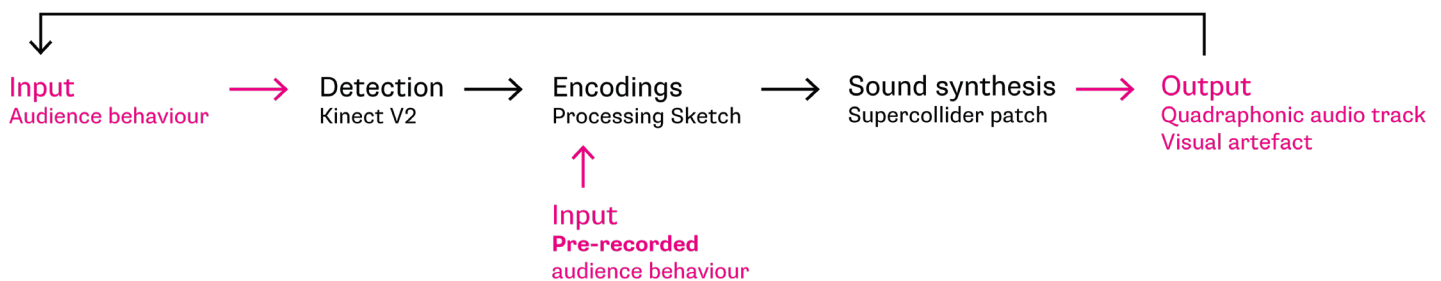 Input
Audience behaviour
Detection
Kinect V2
Encodings
Processing Sketch
Sound synthesis
Supercollider patch
Output
Quadraphonic audio track
Visual artefact
Input
Pre-recorded
audience behaviour